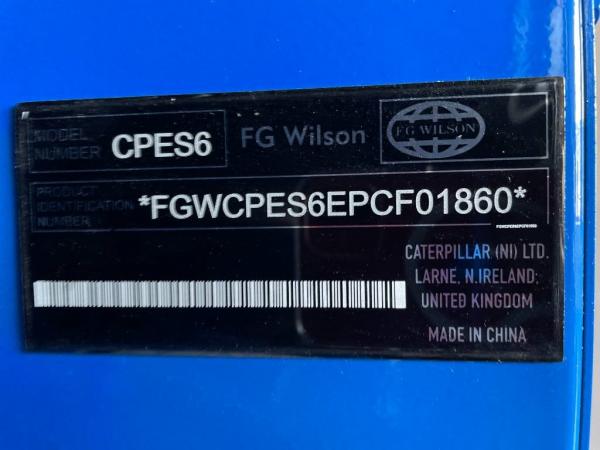 MODEL
NUMBER
CPES6
FG Wilson
FG WILSON
PRODUCT
IDENTIFICATION
NUMBER
*FGWCPES6EPCF01860*
CATERPILLAR (NI) LTD.
LARNE, N.IRELAND,
UNITED KINGDOM
MADE IN CHINA